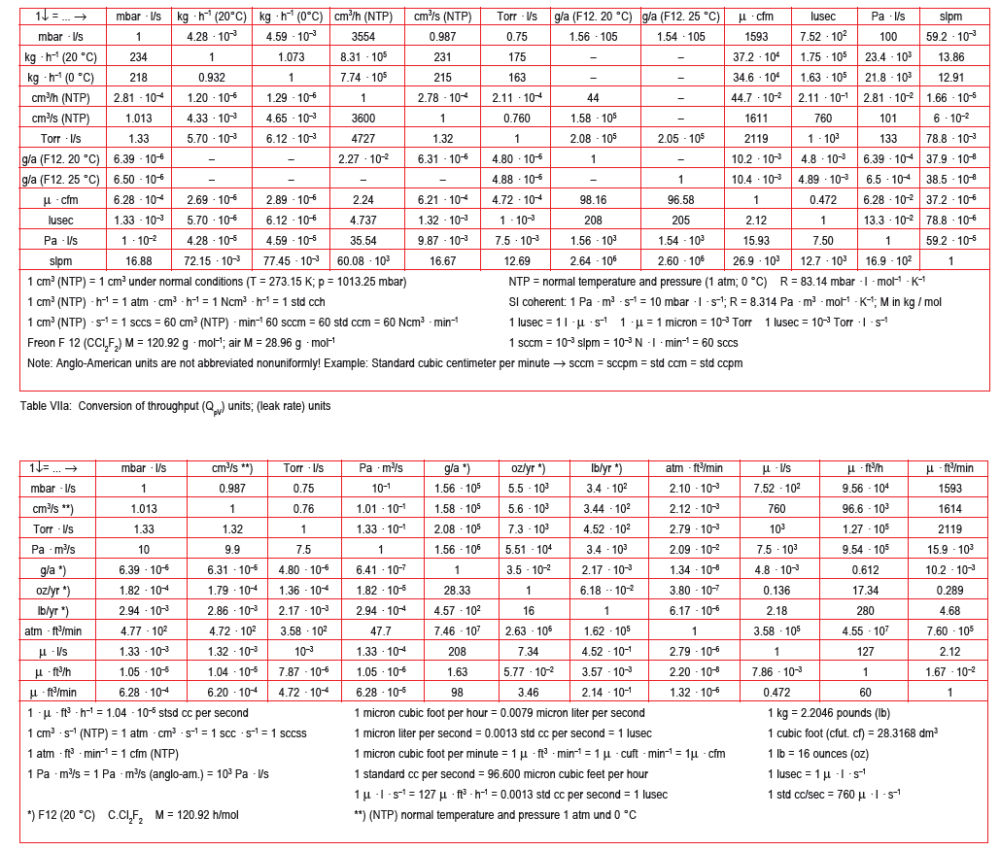 1↓ = ... → mbar · l/s kg · h⁻¹ (20°C) kg · h⁻¹ (0°C) cm³/h (NTP) cm³/s (NTP) Torr · l/s g/a (F12. 20 °C) g/a (F12. 25 °C) μ · cfm lusec Pa · l/s slpm
mbar · l/s 1 4.28 · 10⁻³ 4.59 · 10⁻³ 3554 0.987 0.75 1.56 · 105 1.54 · 105 1593 7.52 · 10² 100 59.2 · 10⁻³
kg · h⁻¹ (20 °C) 234 1 1.073 8.31 · 10⁵ 231 175 – – 37.2 · 10⁴ 1.75 · 10⁵ 23.4 · 10³ 13.86
kg · h⁻¹ (0 °C) 218 0.932 1 7.74 · 10⁵ 215 163 – – 34.6 · 10⁴ 1.63 · 10⁵ 21.8 · 10³ 12.91
cm³/h (NTP) 2.81 · 10⁻⁴ 1.20 · 10⁻⁶ 1.29 · 10⁻⁶ 1 2.78 · 10⁻⁴ 2.11 · 10⁻⁴ 44 – 44.7 · 10⁻² 2.11 · 10⁻¹ 2.81 · 10⁻² 1.66 · 10⁻⁵
cm³/s (NTP) 1.013 4.33 · 10⁻³ 4.65 · 10⁻³ 3600 1 0.760 1.58 · 10⁵ – 1611 760 101 6 · 10⁻²
Torr · l/s 1.33 5.70 · 10⁻³ 6.12 · 10⁻³ 4727 1.32 1 2.08 · 10⁵ 2.05 · 10⁵ 2119 1 · 10³ 133 78.8 · 10⁻³
g/a (F12. 20 °C) 6.39 · 10⁻⁶ – – 2.27 · 10⁻² 6.31 · 10⁻⁶ 4.80 · 10⁻⁶ 1 – 10.2 · 10⁻³ 4.8 · 10⁻³ 6.39 · 10⁻⁴ 37.9 · 10⁻⁸
g/a (F12. 25 °C) 6.50 · 10⁻⁶ – – – – 4.88 · 10⁻⁶ – 1 10.4 · 10⁻³ 4.89 · 10⁻³ 6.5 · 10⁻⁴ 38.5 · 10⁻⁸
μ · cfm 6.28 · 10⁻⁴ 2.69 · 10⁻⁶ 2.89 · 10⁻⁶ 2.24 6.21 · 10⁻⁴ 4.72 · 10⁻⁴ 98.16 96.58 1 0.472 6.28 · 10⁻² 37.2 · 10⁻⁶
lusec 1.33 · 10⁻³ 5.70 · 10⁻⁶ 6.12 · 10⁻⁶ 4.737 1.32 · 10⁻³ 1 · 10⁻³ 208 205 2.12 1 13.3 · 10⁻² 78.8 · 10⁻⁶
Pa · l/s 1 · 10⁻² 4.28 · 10⁻⁵ 4.59 · 10⁻⁵ 35.54 9.87 · 10⁻³ 7.5 · 10⁻³ 1.56 · 10³ 1.54 · 10³ 15.93 7.50 1 59.2 · 10⁻⁵
slpm 16.88 72.15 · 10⁻³ 77.45 · 10⁻³ 60.08 · 10³ 16.67 12.69 2.64 · 10⁶ 2.60 · 10⁶ 26.9 · 10³ 12.7 · 10³ 16.9 · 10² 1
1 cm³ (NTP) = 1 cm³ under normal conditions (T = 273.15 K; p = 1013.25 mbar) NTP = normal temperature and pressure (1 atm; 0 °C) R = 83.14 mbar · l · mol⁻¹ · K⁻¹
1 cm³ (NTP) · h⁻¹ = 1 atm · cm³ · h⁻¹ = 1 Ncm³ · h⁻¹ = 1 std cch SI coherent: 1 Pa · m³ · s⁻¹ = 10 mbar · l · s⁻¹; R = 8.314 Pa · m³ · mol⁻¹ · K⁻¹; M in kg / mol
1 cm³ (NTP) · s⁻¹ = 1 sccs = 60 cm³ (NTP) · min⁻¹ 60 sccm = 60 std ccm = 60 Ncm³ · min⁻¹ 1 lusec = 1 l · μ · s⁻¹ 1 · μ = 1 micron = 10⁻³ Torr 1 lusec = 10⁻³ Torr · l · s⁻¹
Freon F 12 (CCl₂F₂) M = 120.92 g · mol⁻¹; air M = 28.96 g · mol⁻¹ 1 sccm = 10⁻³ slpm = 10⁻³ N · l · min⁻¹ = 60 sccs
Note: Anglo-American units are not abbreviated nonuniformly! Example: Standard cubic centimeter per minute → sccm = sccpm = std ccm = std ccpm
Table VIIa: Conversion of throughput (QpV) units; (leak rate) units
1↓= ... → mbar · l/s cm³/s **) Torr · l/s Pa · m³/s g/a *) oz/yr *) lb/yr *) atm · ft³/min μ · l/s μ · ft³/h μ · ft³/min
mbar · l/s 1 0.987 0.75 10⁻¹ 1.56 · 10⁵ 5.5 · 10³ 3.4 · 10² 2.10 · 10⁻³ 7.52 · 10² 9.56 · 10⁴ 1593
cm³/s **) 1.013 1 0.76 1.01 · 10⁻¹ 1.58 · 10⁵ 5.6 · 10³ 3.44 · 10² 2.12 · 10⁻³ 760 96.6 · 10³ 1614
Torr · l/s 1.33 1.32 1 1.33 · 10⁻¹ 2.08 · 10⁵ 7.3 · 10³ 4.52 · 10² 2.79 · 10⁻³ 10³ 1.27 · 10⁵ 2119
Pa · m³/s 10 9.9 7.5 1 1.56 · 10⁶ 5.51 · 10⁴ 3.4 · 10³ 2.09 · 10⁻² 7.5 · 10³ 9.54 · 10⁵ 15.9 · 10³
g/a *) 6.39 · 10⁻⁶ 6.31 · 10⁻⁶ 4.80 · 10⁻⁶ 6.41 · 10⁻⁷ 1 3.5 · 10⁻² 2.17 · 10⁻³ 1.34 · 10⁻⁸ 4.8 · 10⁻³ 0.612 10.2 · 10⁻³
oz/yr *) 1.82 · 10⁻⁴ 1.79 · 10⁻⁴ 1.36 · 10⁻⁴ 1.82 · 10⁻⁵ 28.33 1 6.18 ·· 10⁻² 3.80 · 10⁻⁷ 0.136 17.34 0.289
lb/yr *) 2.94 · 10⁻³ 2.86 · 10⁻³ 2.17 · 10⁻³ 2.94 · 10⁻⁴ 4.57 · 10² 16 1 6.17 · 10⁻⁶ 2.18 280 4.68
atm · ft³/min 4.77 · 10² 4.72 · 10² 3.58 · 10² 47.7 7.46 · 10⁷ 2.63 · 10⁶ 1.62 · 10⁵ 1 3.58 · 10⁵ 4.55 · 10⁷ 7.60 · 10⁵
μ · l/s 1.33 · 10⁻³ 1.32 · 10⁻³ 10⁻³ 1.33 · 10⁻⁴ 208 7.34 4.52 · 10⁻¹ 2.79 · 10⁻⁶ 1 127 2.12
μ · ft³/h 1.05 · 10⁻⁵ 1.04 · 10⁻⁵ 7.87 · 10⁻⁶ 1.05 · 10⁻⁶ 1.63 5.77 · 10⁻² 3.57 · 10⁻³ 2.20 · 10⁻⁸ 7.86 · 10⁻³ 1 1.67 · 10⁻²
μ · ft³/min 6.28 · 10⁻⁴ 6.20 · 10⁻⁴ 4.72 · 10⁻⁴ 6.28 · 10⁻⁵ 98 3.46 2.14 · 10⁻¹ 1.32 · 10⁻⁶ 0.472 60 1
1 · μ · ft³ · h⁻¹ = 1.04 · 10⁻⁵ stsd cc per second 1 micron cubic foot per hour = 0.0079 micron liter per second 1 kg = 2.2046 pounds (lb)
1 cm³ · s⁻¹ (NTP) = 1 atm · cm³ · s⁻¹ = 1 scc · s⁻¹ = 1 sccss 1 micron liter per second = 0.0013 std cc per second = 1 lusec 1 cubic foot (cfut. cf) = 28.3168 dm³
1 atm · ft³ · min⁻¹ = 1 cfm (NTP) 1 micron cubic foot per minute = 1 μ · ft³ · min⁻¹ = 1 μ · cuft · min⁻¹ = 1μ · cfm 1 lb = 16 ounces (oz)
1 Pa · m³/s = 1 Pa · m³/s (anglo-am.) = 10³ Pa · l/s 1 standard cc per second = 96.600 micron cubic feet per hour 1 lusec = 1 μ · l · s⁻¹
1 μ · l · s⁻¹ = 127 μ · ft³ · h⁻¹ = 0.0013 std cc per second = 1 lusec 1 std cc/sec = 760 μ · l · s⁻¹
*) F12 (20 °C) C.Cl₂F₂ M = 120.92 h/mol **) (NTP) normal temperature and pressure 1 atm und 0 °C